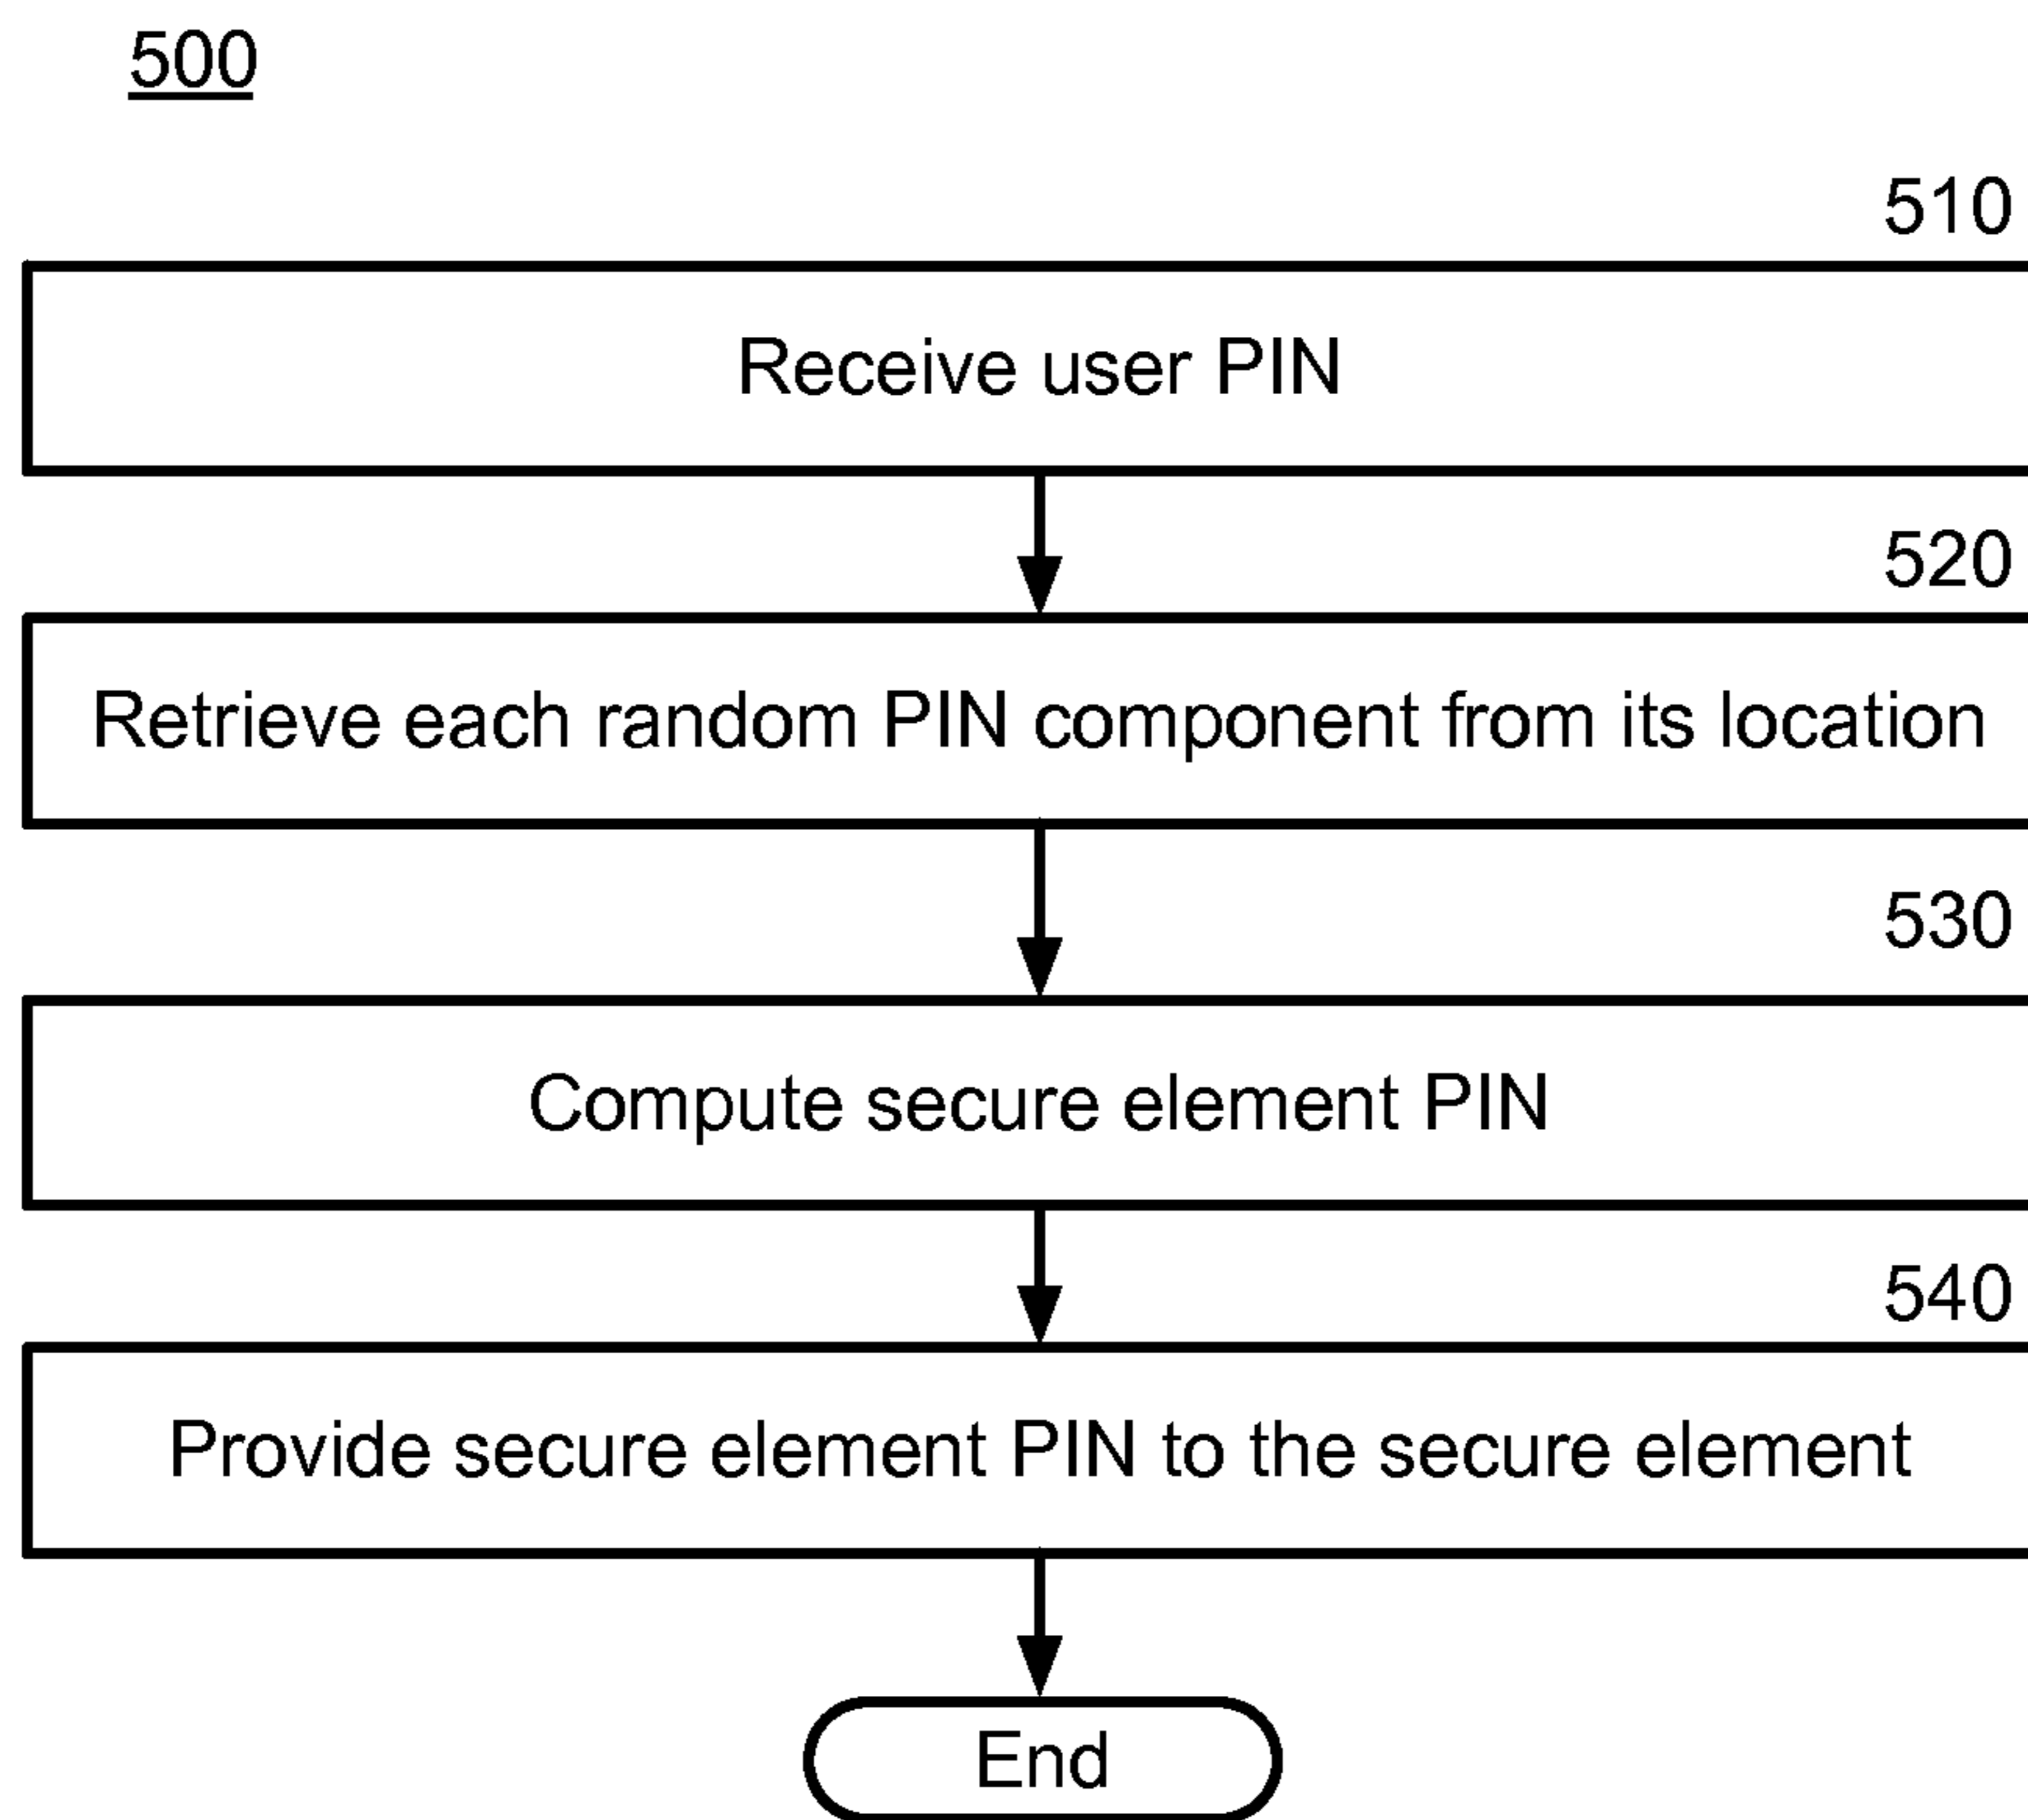 500
510
Receive user PIN
520
Retrieve each random PIN component from its location
530
Compute secure element PIN
540
Provide secure element PIN to the secure element
End